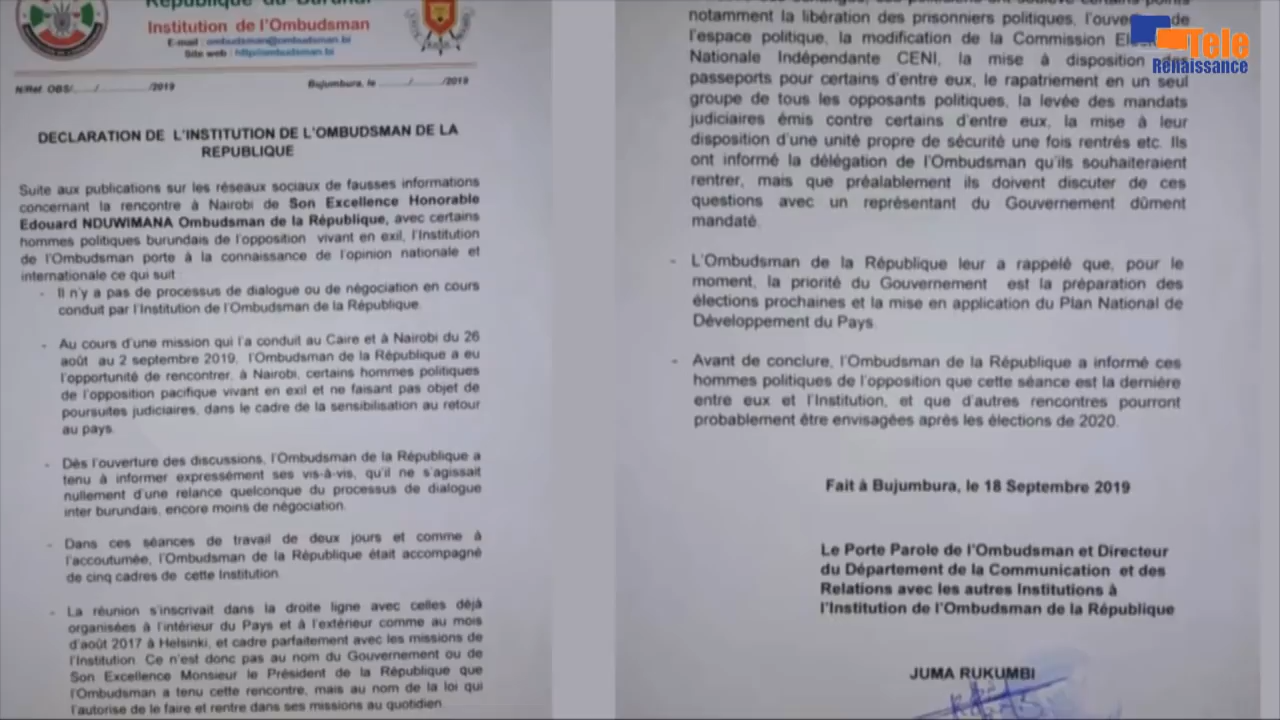 République du Burundi
Institution de l'Ombudsman
E-mail : ombudsman@ombudsman.bi
Site web : http//ombudsman.bi
N/Réf. OBS/....../......../2019
Bujumbura, le ......../......../2019
DECLARATION DE L'INSTITUTION DE L'OMBUDSMAN DE LA
REPUBLIQUE
Suite aux publications sur les réseaux sociaux de fausses informations
concernant la rencontre à Nairobi de Son Excellence Honorable
Edouard NDUWIMANA Ombudsman de la République, avec certains
hommes politiques burundais de l'opposition vivant en exil, l'Institution
de l'Ombudsman porte à la connaissance de l'opinion nationale et
internationale ce qui suit
- Il n'y a pas de processus de dialogue ou de négociation en cours
conduit par l'Institution de l'Ombudsman de la République.
- Au cours d'une mission qui l'a conduit au Caire et à Nairobi du 26
août au 2 septembre 2019, l'Ombudsman de la République a eu
l'opportunité de rencontrer, à Nairobi, certains hommes politiques
de l'opposition pacifique vivant en exil et ne faisant pas objet de
poursuites judiciaires, dans le cadre de la sensibilisation au retour
au pays.
- Dès l'ouverture des discussions, l'Ombudsman de la République a
tenu à informer expressément ses vis-à-vis, qu'il ne s'agissait
nullement d'une relance quelconque du processus de dialogue
inter burundais, encore moins de négociation.
- Dans ces séances de travail de deux jours et comme à
l'accoutumée, l'Ombudsman de la République était accompagné
de cinq cadres de cette Institution.
- La réunion s'inscrivait dans la droite ligne avec celles déjà
organisées à l'intérieur du Pays et à l'extérieur comme au mois
d'août 2017 à Helsinki, et cadre parfaitement avec les missions de
l'Institution. Ce n'est donc pas au nom du Gouvernement ou de
Son Excellence Monsieur le Président de la République que
l'Ombudsman a tenu cette rencontre, mais au nom de la loi qui
l'autorise de le faire et rentre dans ses missions au quotidien.
notamment la libération des prisonniers politiques, l'ouver de
l'espace politique, la modification de la Commission Ele
Nationale Indépendante CENI, la mise à disposition des
passeports pour certains d'entre eux, le rapatriement en un seul
groupe de tous les opposants politiques, la levée des mandats
judiciaires émis contre certains d'entre eux, la mise à leur
disposition d'une unité propre de sécurité une fois rentrés etc. Ils
ont informé la délégation de l'Ombudsman qu'ils souhaiteraient
rentrer, mais que préalablement ils doivent discuter de ces
questions avec un représentant du Gouvernement dûment
mandaté.
- L'Ombudsman de la République leur a rappelé que, pour le
moment, la priorité du Gouvernement est la préparation des
élections prochaines et la mise en application du Plan National de
Développement du Pays.
- Avant de conclure, l'Ombudsman de la République a informé ces
hommes politiques de l'opposition que cette séance est la dernière
entre eux et l'Institution, et que d'autres rencontres pourront
probablement être envisagées après les élections de 2020.
Fait à Bujumbura, le 18 Septembre 2019
Le Porte Parole de l'Ombudsman et Directeur
du Département de la Communication et des
Relations avec les autres Institutions à
l'Institution de l'Ombudsman de la République
JUMA RUKUMBI
Tele
Renaissance